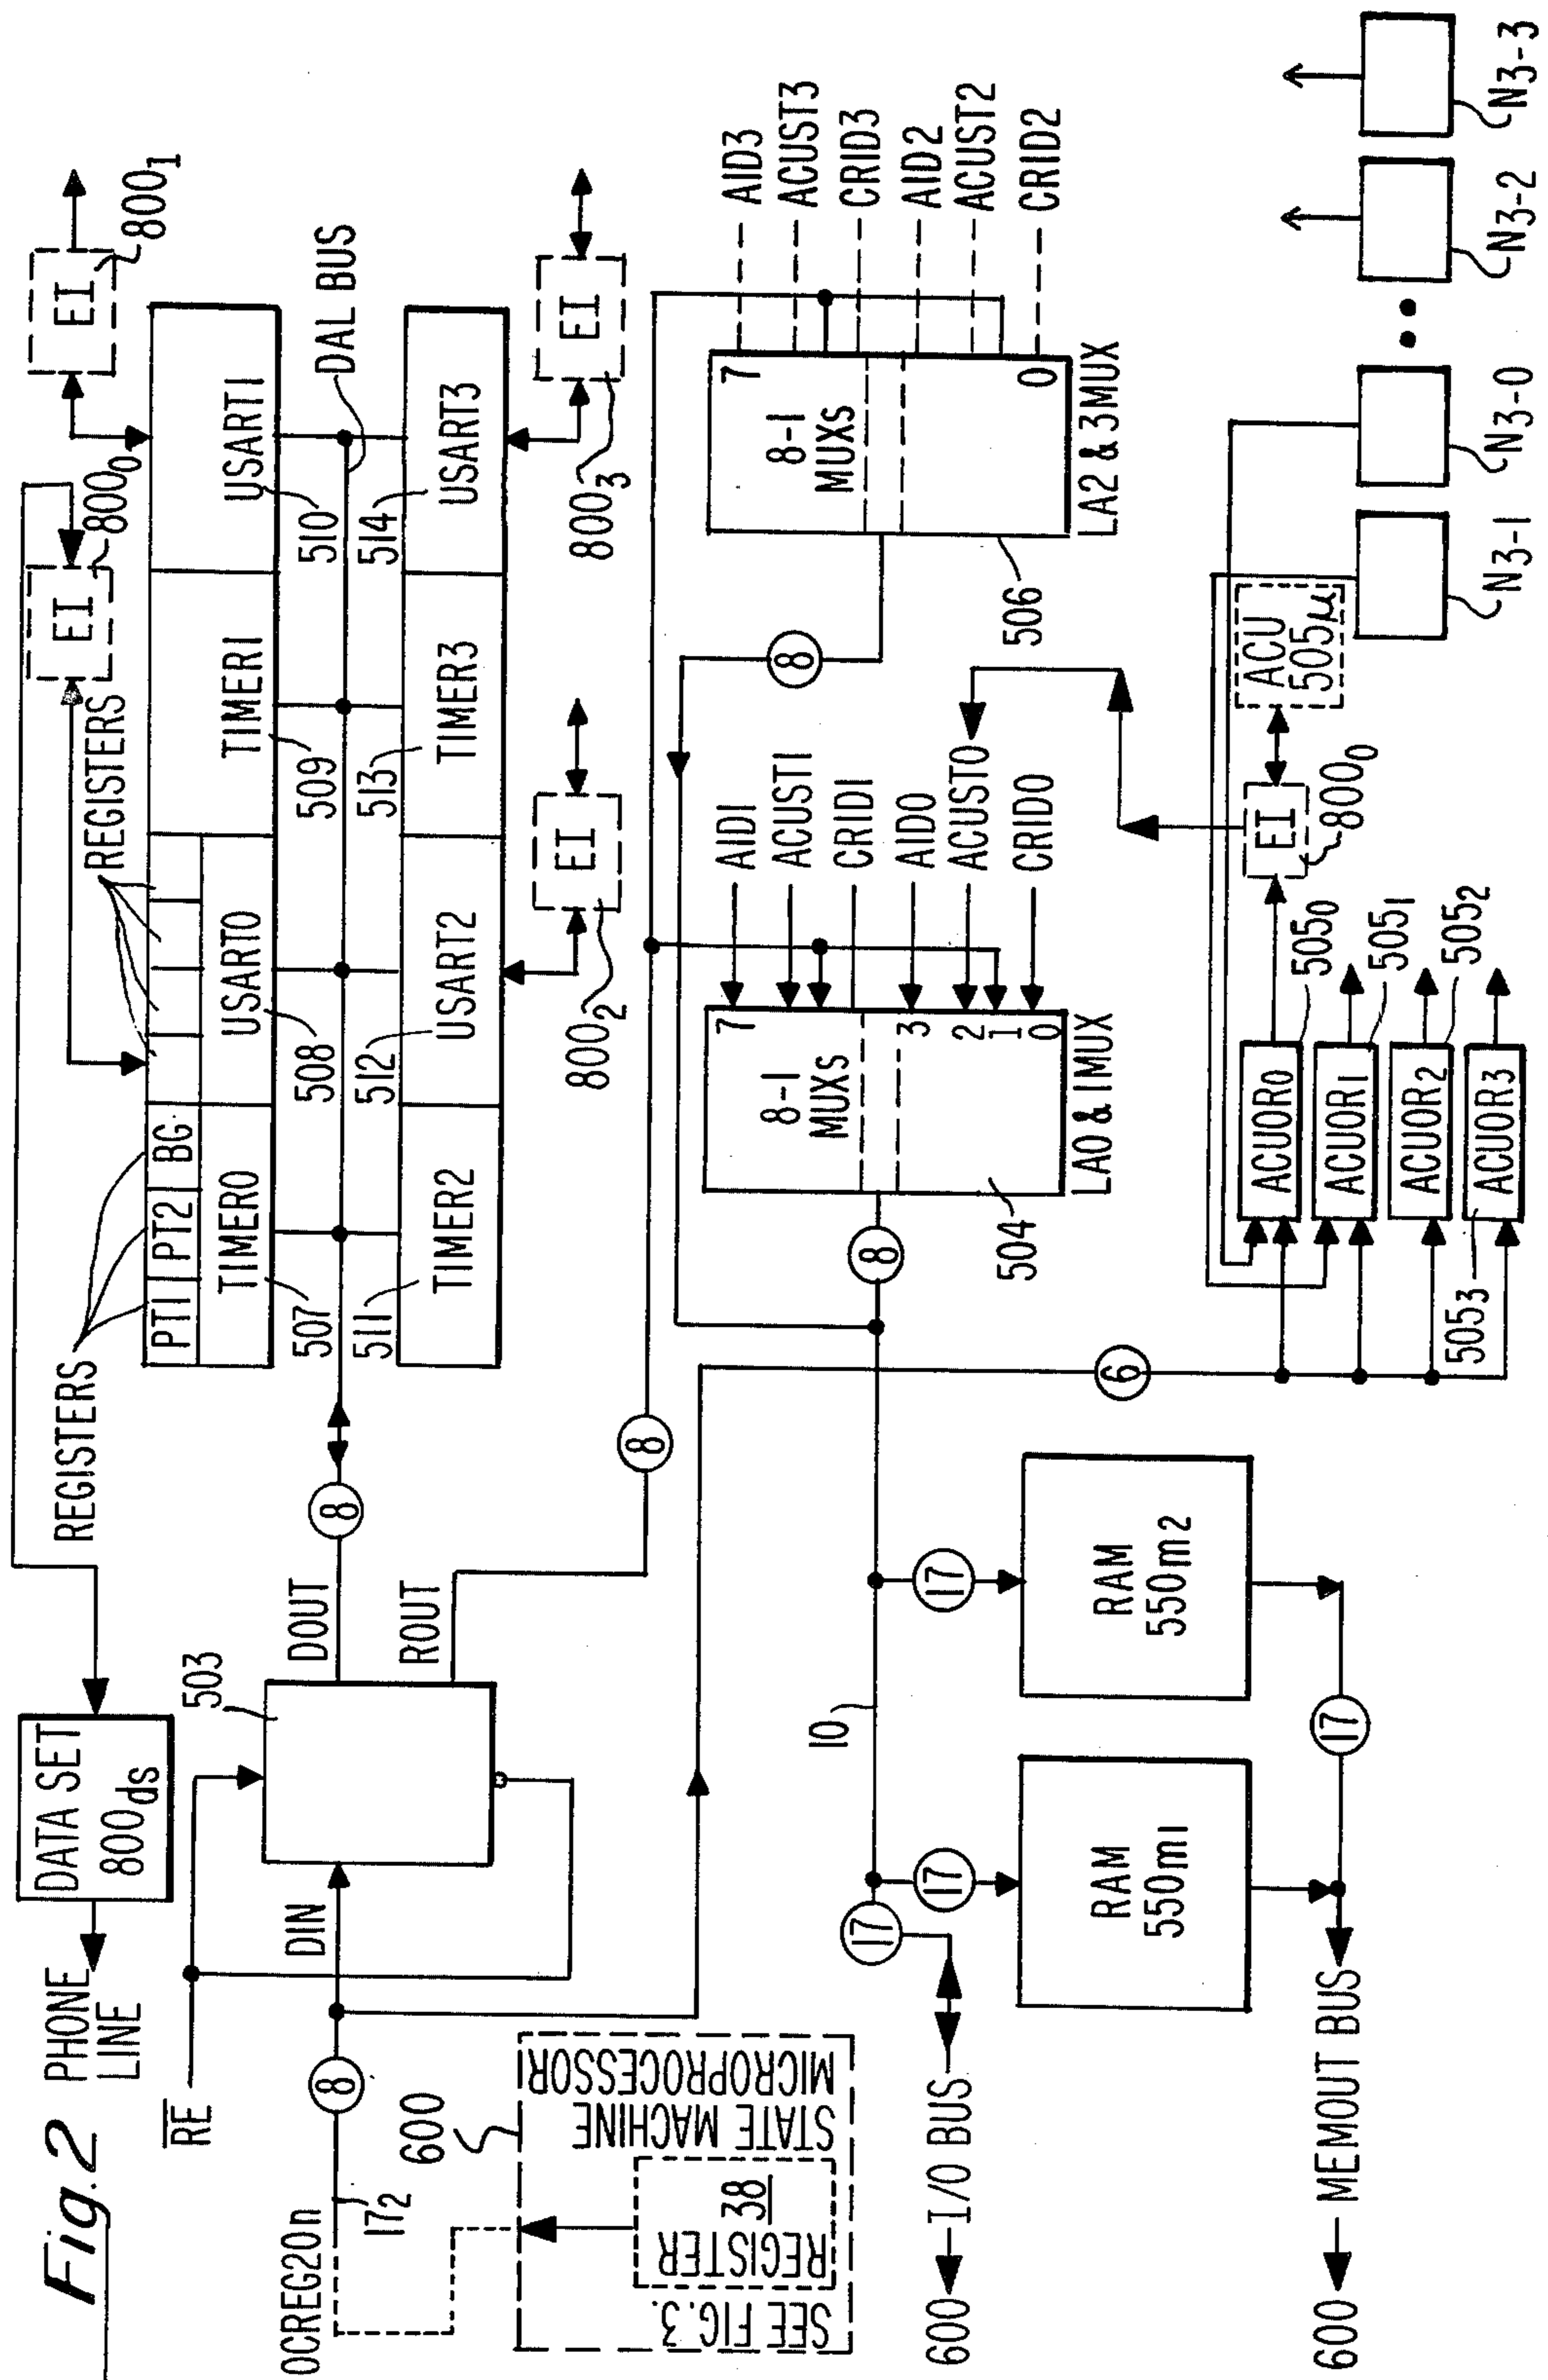 Fig. 2
PHONE
LINE
DATA SET
800ds
RE
503
DIN
DOUT
ROUT
8
OCREG20n
17₂
8
600
STATE MACHINE
MICROPROCESSOR
REGISTER
38
SEE FIG. 3.
REGISTERS
PT1
PT2
BG
TIMER0
507
USART0
508
REGISTERS
TIMER1
509
USART1
510
EI
800₀
EI
800₁
DAL BUS
TIMER2
511
USART2
512
TIMER3
513
USART3
514
EI
800₂
EI
800₃
8
AID1
ACUST1
CRID1
AID0
ACUST0
CRID0
7
3
2
1
0
8-1
MUXs
504
LA0 & 1MUX
8
8
AID3
ACUST3
CRID3
AID2
ACUST2
CRID2
7
0
8-1
MUXs
506
LA2 & 3MUX
10
17
17
17
RAM
550m1
RAM
550m2
17
600
I/O BUS
600
MEMOUT BUS
6
ACUOR0
505₀
ACUOR1
505₁
ACUOR2
505₂
ACUOR3
505₃
EI
800₀
ACU
505μ
N3-1
N3-0
N3-2
N3-3